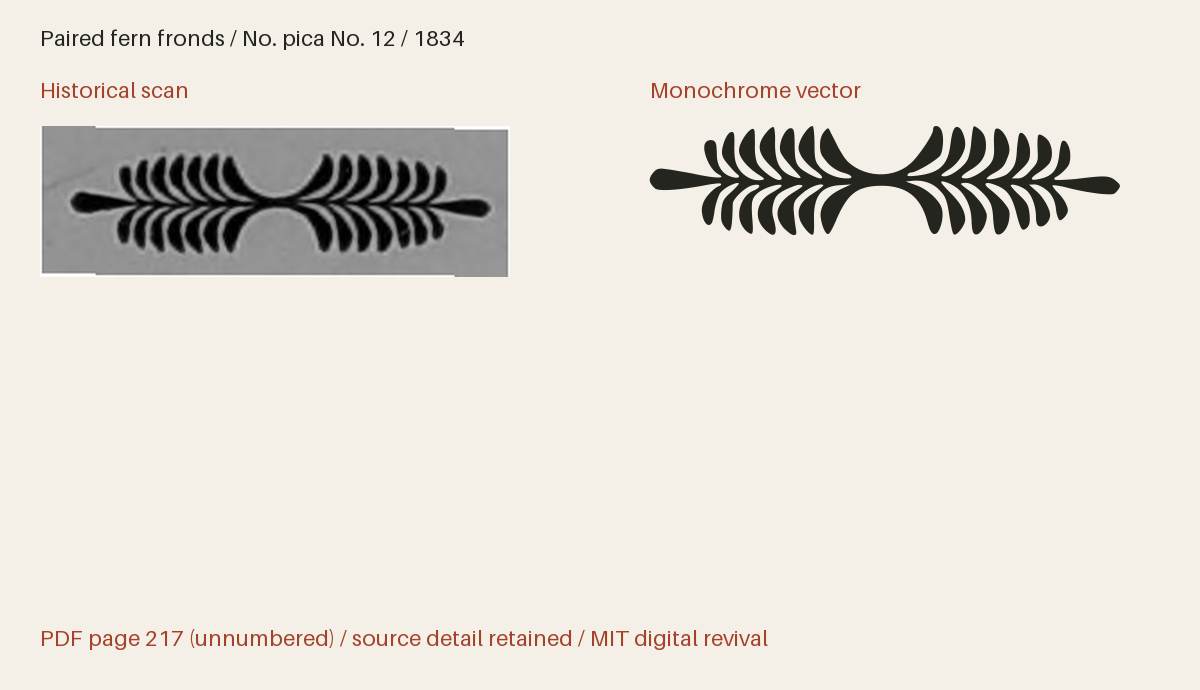 Paired fern fronds / No. pica No. 12 / 1834
Historical scan
Monochrome vector
PDF page 217 (unnumbered) / source detail retained / MIT digital revival